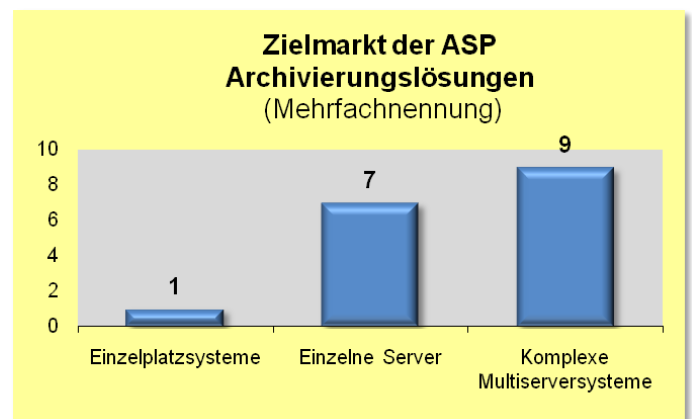 Zielmarkt der ASP
Archivierungslösungen
(Mehrfachnennung)
10
8
6
4
2
0
1
7
9
Einzelplatzsysteme
Einzelne Server
Komplexe
Multiserversysteme